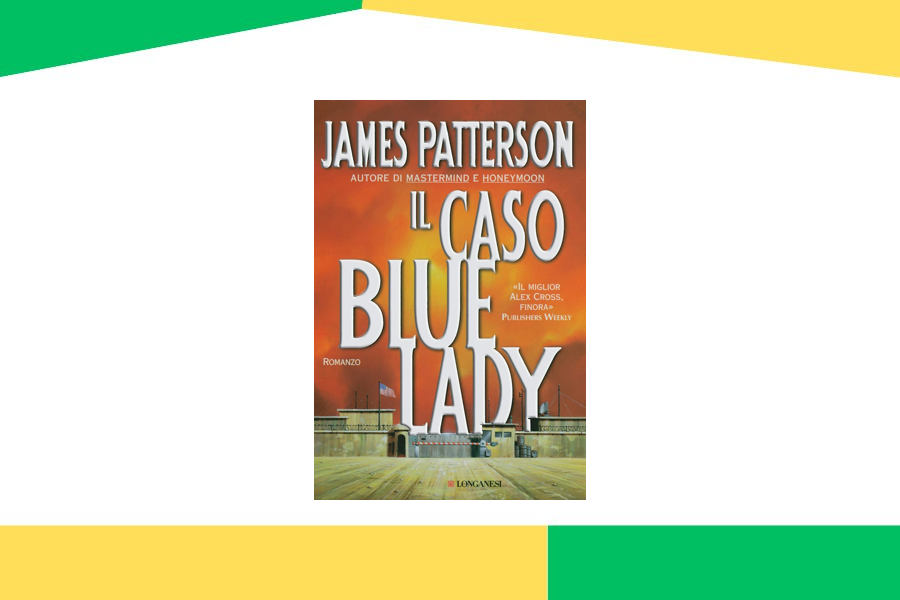 JAMES PATTERSON
AUTORE DI MASTERMIND E HONEYMOON
IL CASO
BLUE
LADY
«IL MIGLIOR
ALEX CROSS,
FINORA»
PUBLISHERS WEEKLY
ROMANZO
LONGANESI